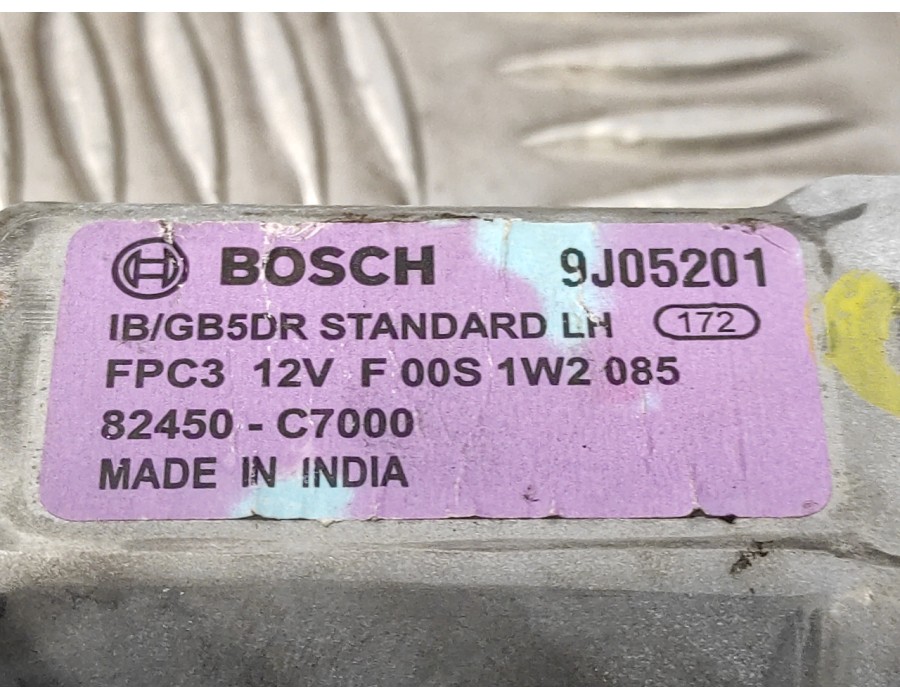 BOSCH 9J05201
IB/GB5DR STANDARD LH 172
FPC3 12V F 00S 1W2 085
82450 - C7000
MADE IN INDIA